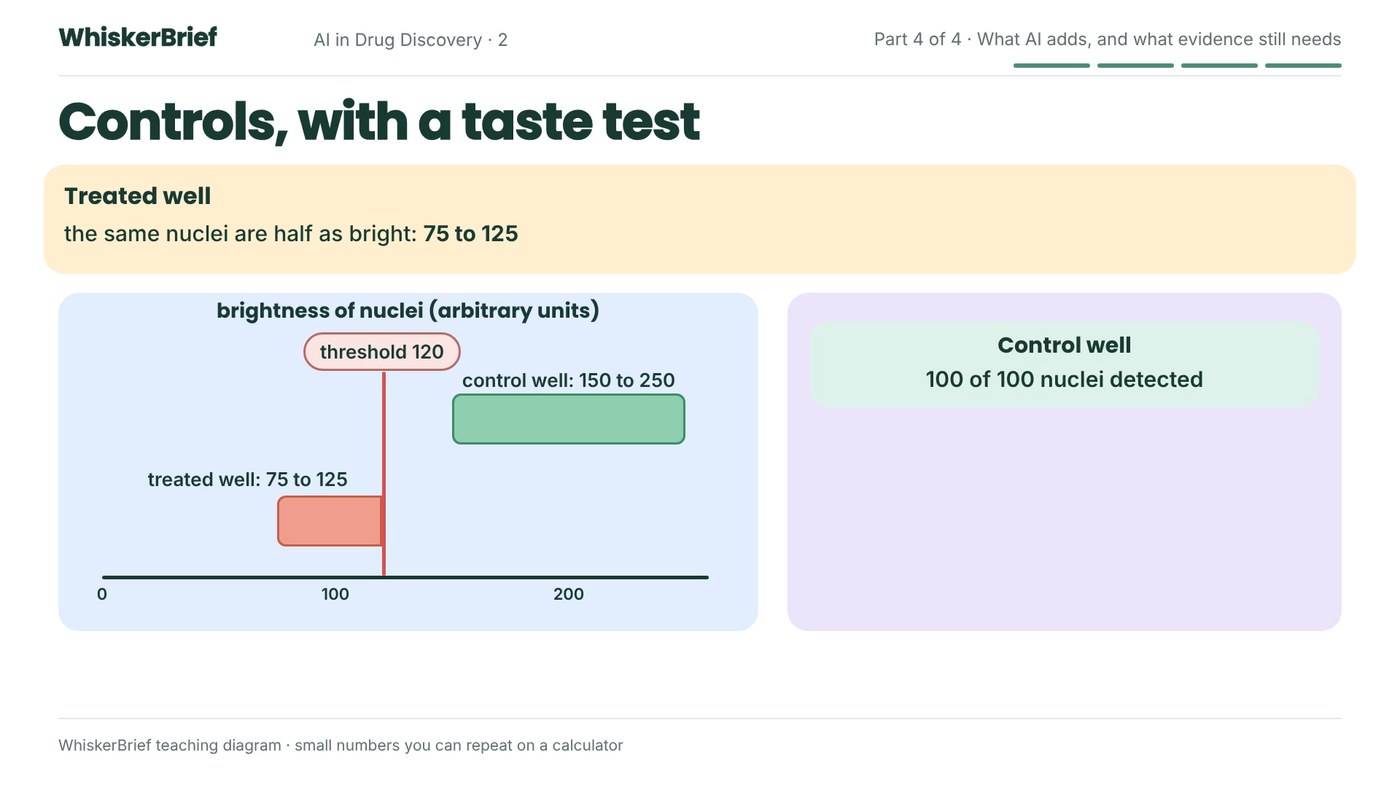 WhiskerBrief
AI in Drug Discovery · 2
Part 4 of 4 · What AI adds, and what evidence still needs
Controls, with a taste test
Treated well
the same nuclei are half as bright: 75 to 125
brightness of nuclei (arbitrary units)
threshold 120
control well: 150 to 250
treated well: 75 to 125
0
100
200
Control well
100 of 100 nuclei detected
WhiskerBrief teaching diagram · small numbers you can repeat on a calculator